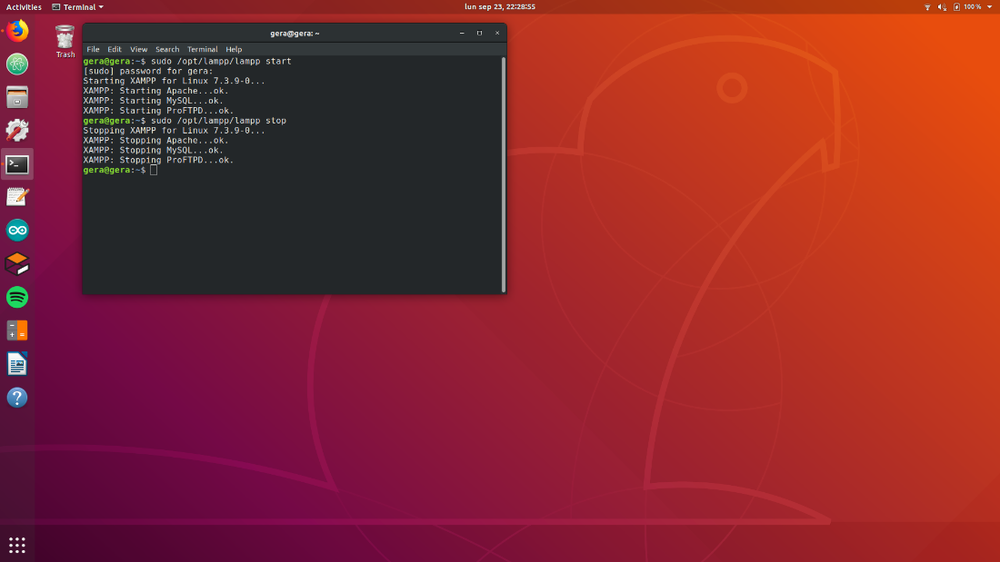 Activities Terminal lun sep 23, 22:28:55 100 %
Trash
gera@gera: ~
File Edit View Search Terminal Help
gera@gera:~$ sudo /opt/lampp/lampp start
[sudo] password for gera:
Starting XAMPP for Linux 7.3.9-0...
XAMPP: Starting Apache...ok.
XAMPP: Starting MySQL...ok.
XAMPP: Starting ProFTPD...ok.
gera@gera:~$ sudo /opt/lampp/lampp stop
Stopping XAMPP for Linux 7.3.9-0...
XAMPP: Stopping Apache...ok.
XAMPP: Stopping MySQL...ok.
XAMPP: Stopping ProFTPD...ok.
gera@gera:~$